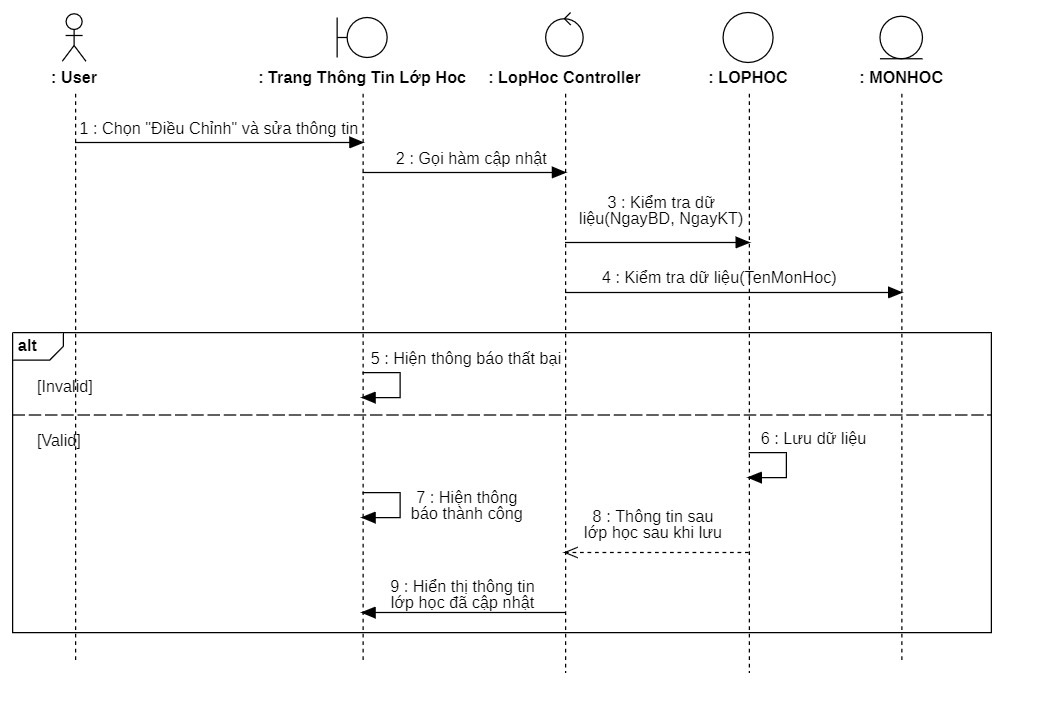 : User
: Trang Thông Tin Lớp Hoc
: LopHoc Controller
: LOPHOC
: MONHOC
1 : Chọn "Điều Chỉnh" và sửa thông tin
2 : Gọi hàm cập nhật
3 : Kiểm tra dữ
liệu(NgayBD, NgayKT)
4 : Kiểm tra dữ liệu(TenMonHoc)
alt
5 : Hiện thông báo thất bại
[Invalid]
[Valid]
6 : Lưu dữ liệu
7 : Hiện thông
báo thành công
8 : Thông tin sau
lớp học sau khi lưu
9 : Hiển thị thông tin
lớp học đã cập nhật